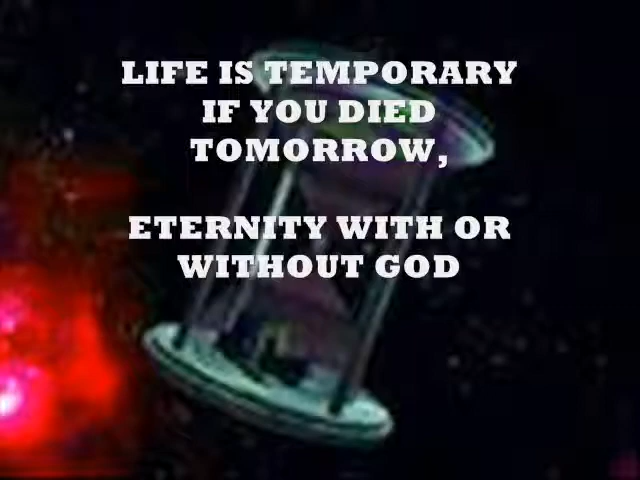 LIFE IS TEMPORARY
IF YOU DIED
TOMORROW,
ETERNITY WITH OR
WITHOUT GOD